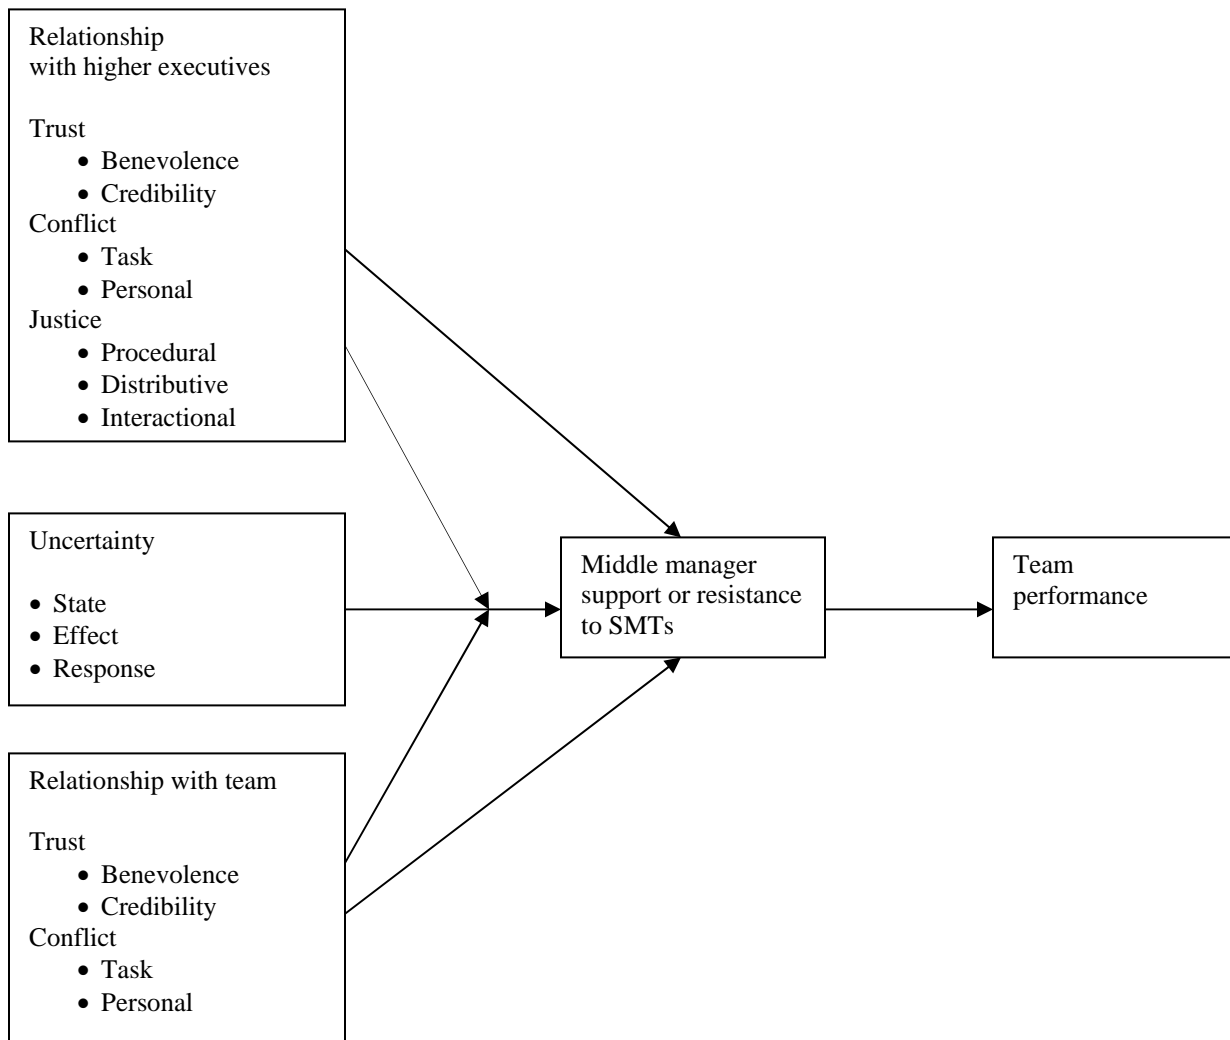 Relationship
with higher executives
Trust
• Benevolence
• Credibility
Conflict
• Task
• Personal
Justice
• Procedural
• Distributive
• Interactional
Uncertainty
• State
• Effect
• Response
Middle manager
support or resistance
to SMTs
Team
performance
Relationship with team
Trust
• Benevolence
• Credibility
Conflict
• Task
• Personal